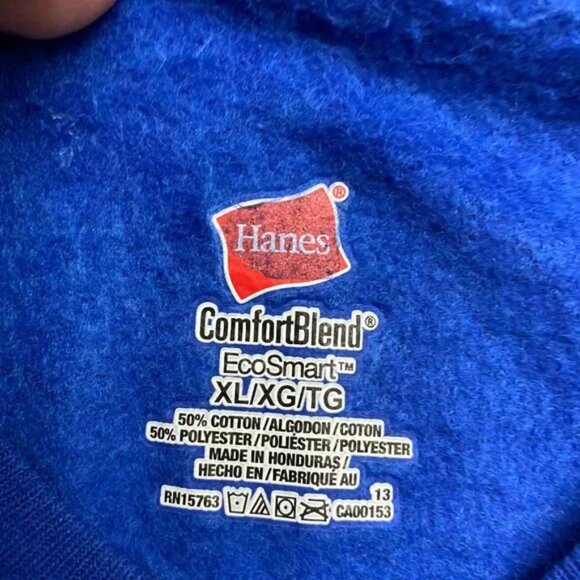 Hanes®
ComfortBlend®
EcoSmart™
XL/XG/TG
50% COTTON/ALGODON/COTON
50% POLYESTER/POLIÉSTER/POLYESTER
MADE IN HONDURAS/
HECHO EN/FABRIQUÉ AU
RN15763 13
CA00153